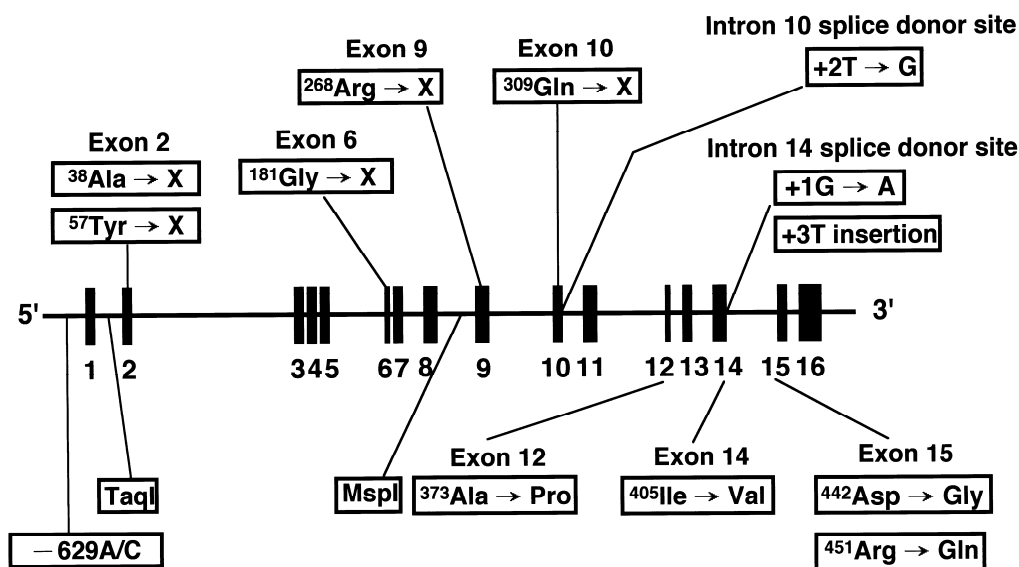 Intron 10 splice donor site
+2T → G
Exon 9
²⁶⁸Arg → X
Exon 10
³⁰⁹Gln → X
Exon 2
³⁸Ala → X
⁵⁷Tyr → X
Exon 6
¹⁸¹Gly → X
Intron 14 splice donor site
+1G → A
+3T insertion
5' 3'
1 2 3 4 5 6 7 8 9 10 11 12 13 14 15 16
TaqI
MspI
−629A/C
Exon 12
³⁷³Ala → Pro
Exon 14
⁴⁰⁵Ile → Val
Exon 15
⁴⁴²Asp → Gly
⁴⁵¹Arg → Gln